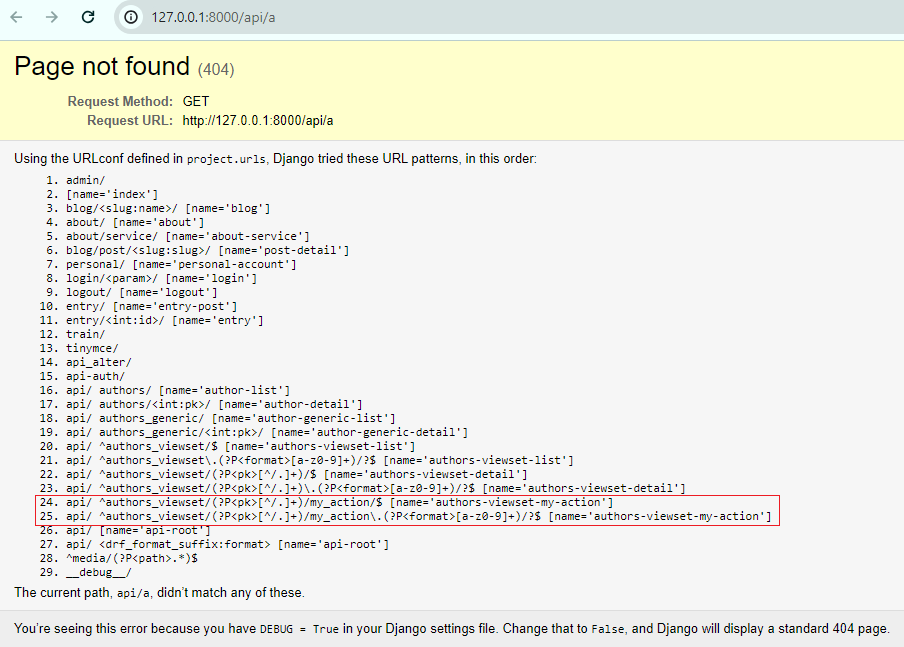 127.0.0.1:8000/api/a
Page not found (404)
Request Method: GET
Request URL: http://127.0.0.1:8000/api/a
Using the URLconf defined in project.urls, Django tried these URL patterns, in this order:
1. admin/
2. [name='index']
3. blog/<slug:name>/ [name='blog']
4. about/ [name='about']
5. about/service/ [name='about-service']
6. blog/post/<slug:slug>/ [name='post-detail']
7. personal/ [name='personal-account']
8. login/<param>/ [name='login']
9. logout/ [name='logout']
10. entry/ [name='entry-post']
11. entry/<int:id>/ [name='entry']
12. train/
13. tinymce/
14. api_alter/
15. api-auth/
16. api/ authors/ [name='author-list']
17. api/ authors/<int:pk>/ [name='author-detail']
18. api/ authors_generic/ [name='author-generic-list']
19. api/ authors_generic/<int:pk>/ [name='author-generic-detail']
20. api/ ^authors_viewset/$ [name='authors-viewset-list']
21. api/ ^authors_viewset\.(?P<format>[a-z0-9]+)/?$ [name='authors-viewset-list']
22. api/ ^authors_viewset/(?P<pk>[^/.]+)/$ [name='authors-viewset-detail']
23. api/ ^authors_viewset/(?P<pk>[^/.]+)\.(?P<format>[a-z0-9]+)/?$ [name='authors-viewset-detail']
24. api/ ^authors_viewset/(?P<pk>[^/.]+)/my_action/$ [name='authors-viewset-my-action']
25. api/ ^authors_viewset/(?P<pk>[^/.]+)/my_action\.(?P<format>[a-z0-9]+)/?$ [name='authors-viewset-my-action']
26. api/ [name='api-root']
27. api/ <drf_format_suffix:format> [name='api-root']
28. ^media/(?P<path>.*)$
29. __debug__/
The current path, api/a, didn't match any of these.
You're seeing this error because you have DEBUG = True in your Django settings file. Change that to False, and Django will display a standard 404 page.